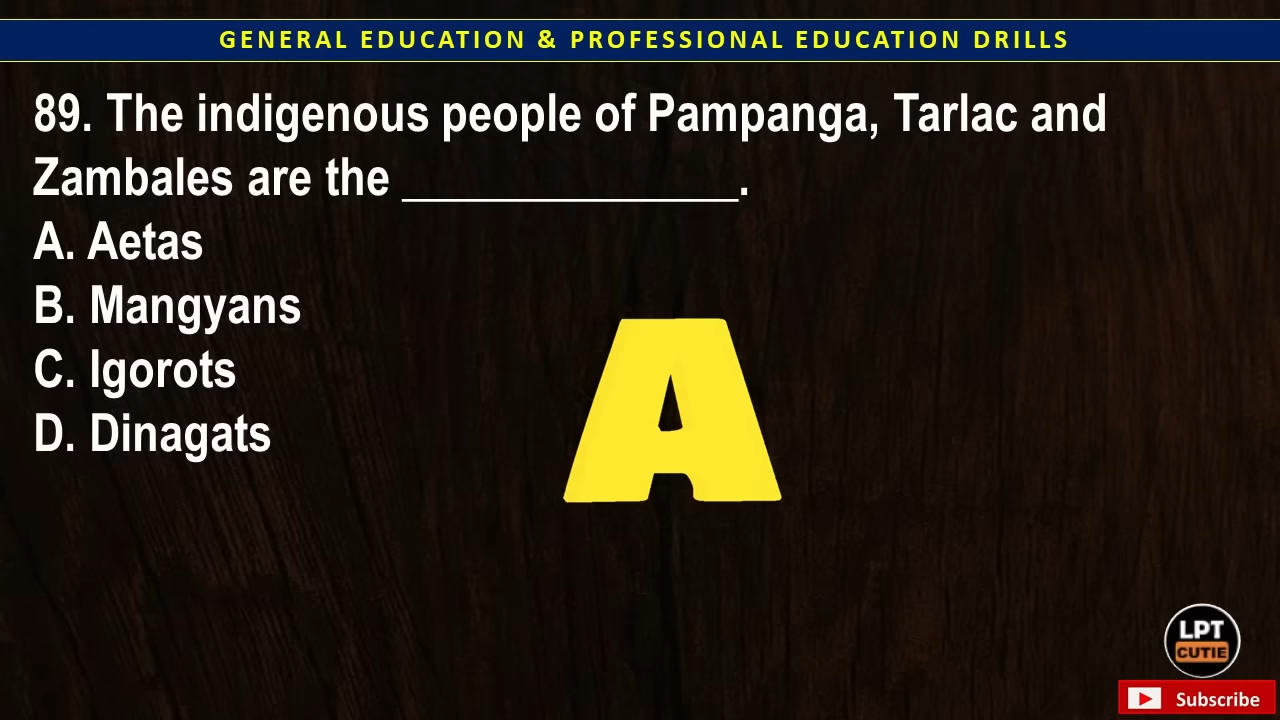 GENERAL EDUCATION & PROFESSIONAL EDUCATION DRILLS
89. The indigenous people of Pampanga, Tarlac and
Zambales are the _______________.
A. Aetas
B. Mangyans
C. Igorots
D. Dinagats
A
LPT
CUTIE
Subscribe